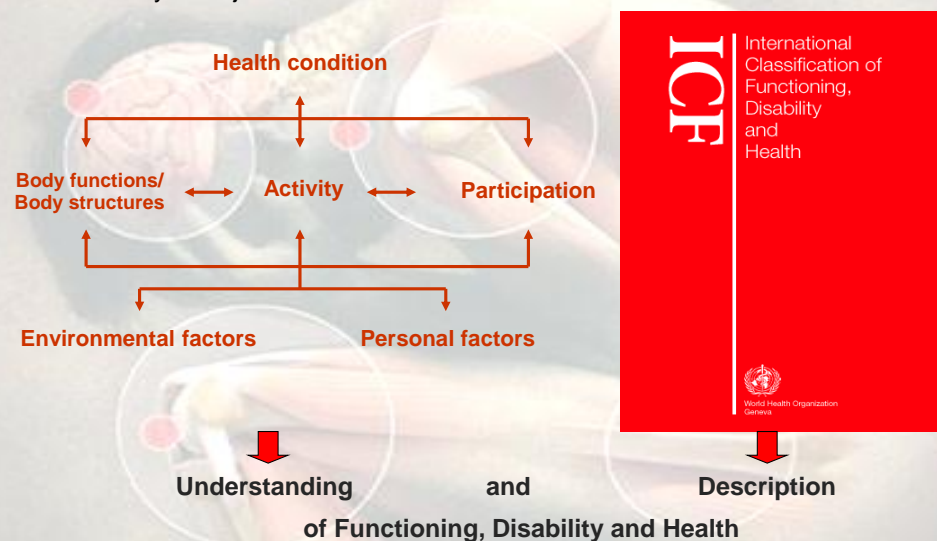 Health condition
Body functions/
Body structures
Activity
Participation
Environmental factors
Personal factors
ICF
International
Classification of
Functioning,
Disability
and
Health
World Health Organization
Geneva
Understanding and Description
of Functioning, Disability and Health